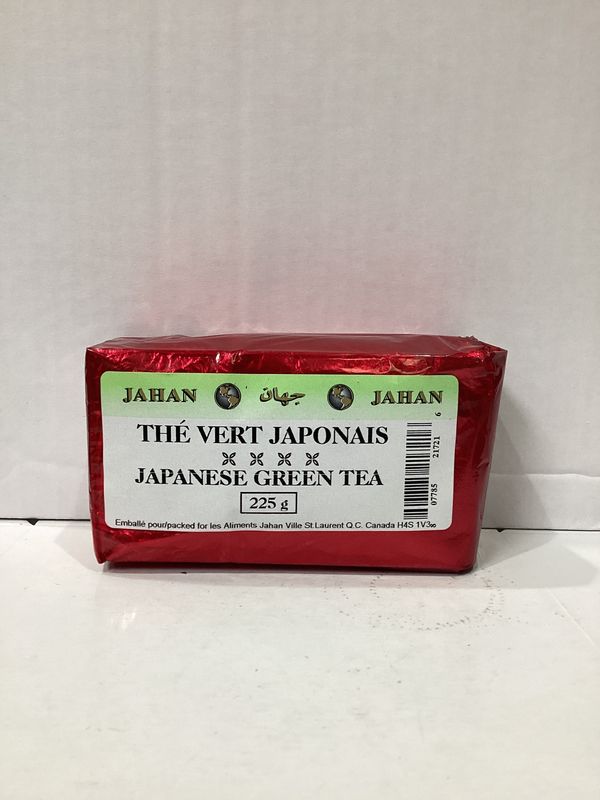 JAHAN جهان JAHAN
THÉ VERT JAPONAIS
JAPANESE GREEN TEA
225 g
Emballé pour/packed for les Aliments Jahan Ville St.Laurent Q.C. Canada H4S 1V3
8 07785 21721 6